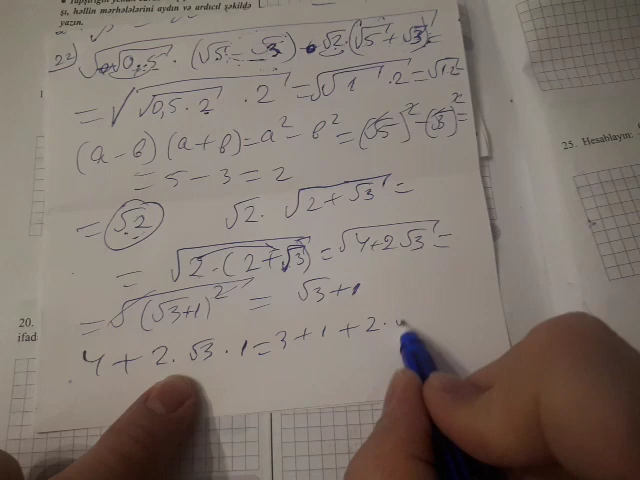 şı, həllin mərhələlərini aydın və ardıcıl şəkildə
yazın.
22) √(√0,5 · (√5 - √3) · √2 · (√5 + √3)) =
= √(√(0,5 · 2) · 2) = √(√1 · 2) = √12
(a - b) (a + b) = a² - b² = (√5)² - (√3)² =
= 5 - 3 = 2
= √2
√2 · √(2 + √3) =
= √(2 · (2 + √3)) = √(4 + 2√3) =
= √((√3 + 1)²) = √3 + 1
4 + 2 · √3 · 1 = 3 + 1 + 2 ·
25. Hesablayın:
20.
ifad